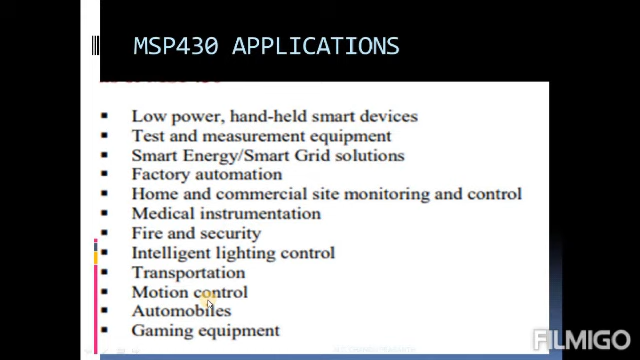 MSP430 APPLICATIONS
▪ Low power, hand-held smart devices
▪ Test and measurement equipment
▪ Smart Energy/Smart Grid solutions
▪ Factory automation
▪ Home and commercial site monitoring and control
▪ Medical instrumentation
▪ Fire and security
▪ Intelligent lighting control
▪ Transportation
▪ Motion control
▪ Automobiles
▪ Gaming equipment
FILMIGO